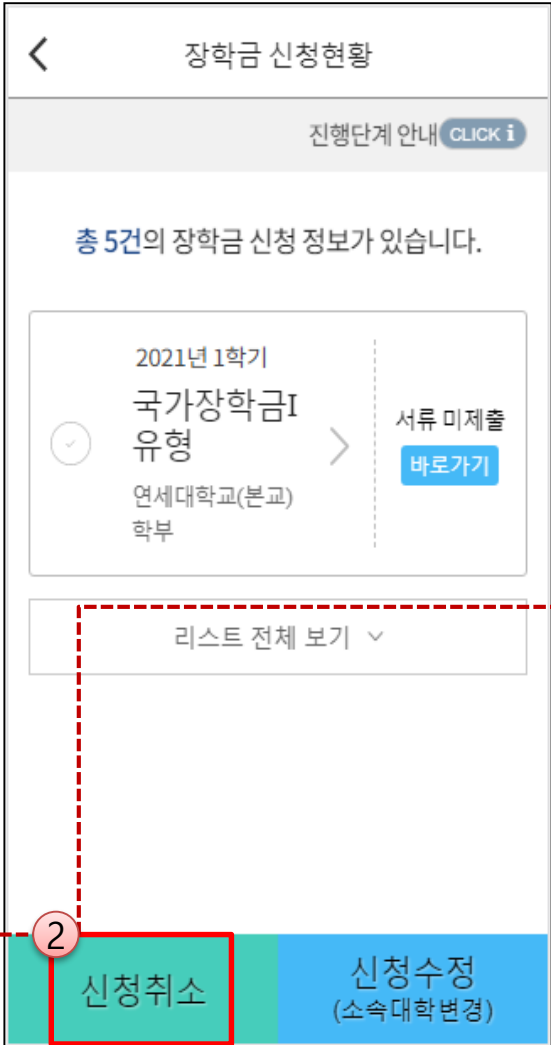 장학금 신청현황
진행단계 안내 CLICK i
총 5건의 장학금 신청 정보가 있습니다.
2021년 1학기
국가장학금I
유형
연세대학교(본교)
학부
서류 미제출
바로가기
리스트 전체 보기
2
신청취소
신청수정
(소속대학변경)